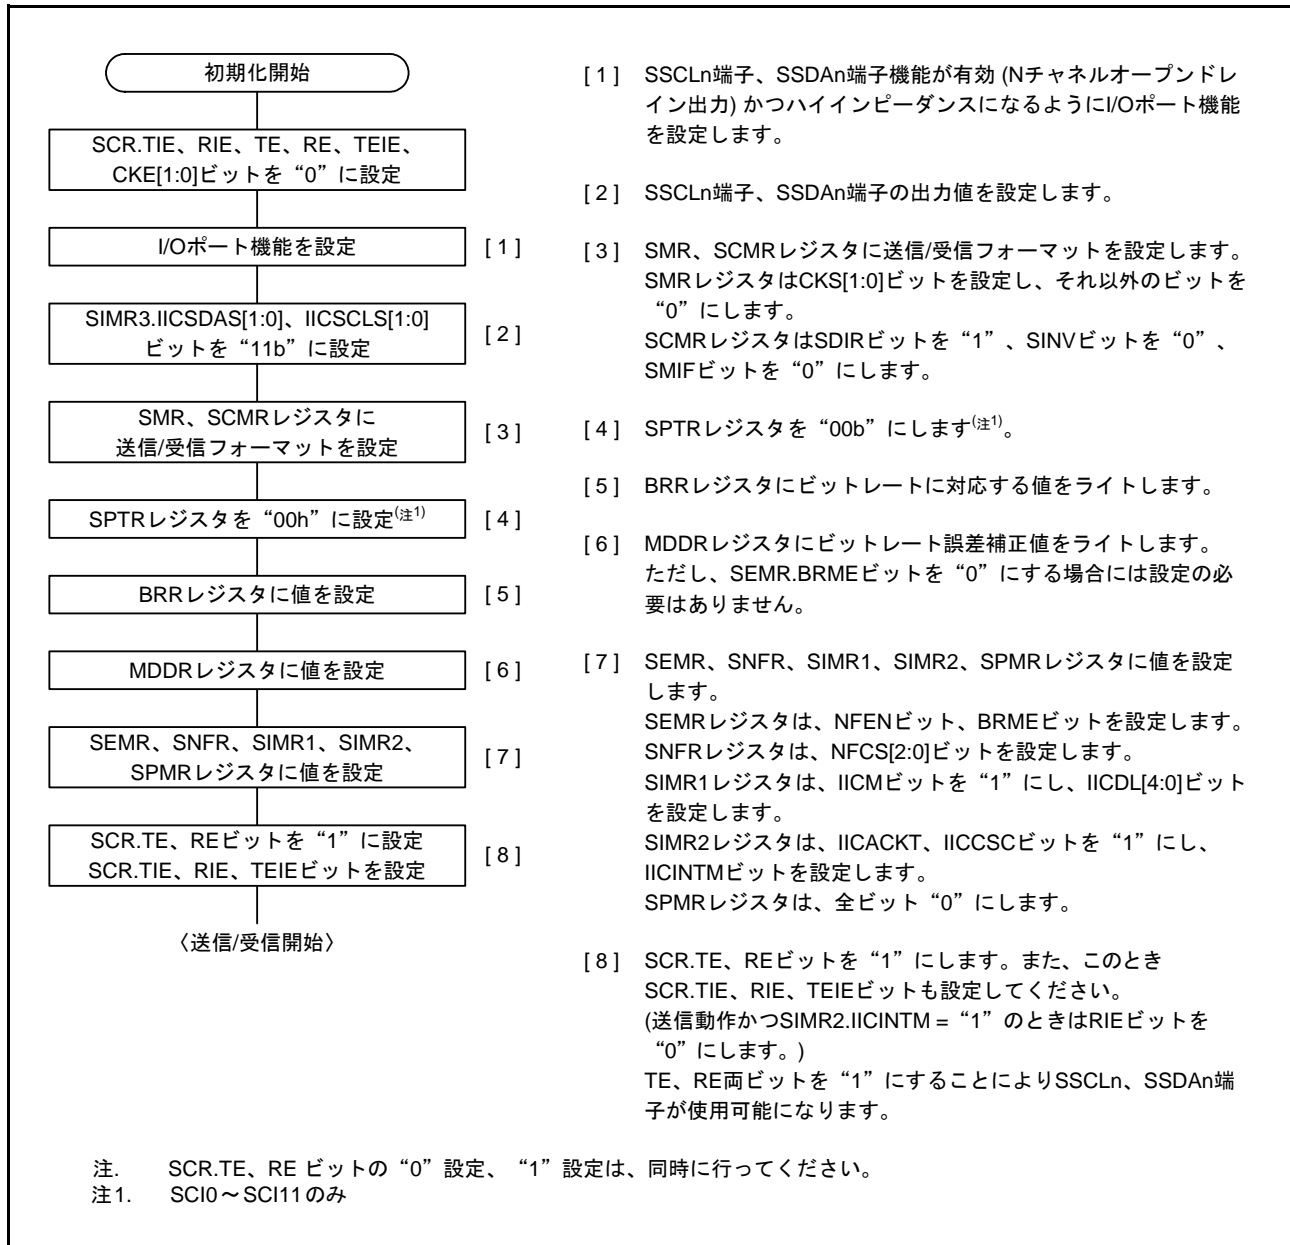 初期化開始
SCR.TIE、RIE、TE、RE、TEIE、
CKE[1:0]ビットを“0”に設定
I/Oポート機能を設定
[ 1 ]
SIMR3.IICSDAS[1:0]、IICSCLS[1:0]
ビットを“11b”に設定
[ 2 ]
SMR、SCMRレジスタに
送信/受信フォーマットを設定
[ 3 ]
SPTRレジスタを“00h”に設定(注1)
[ 4 ]
BRRレジスタに値を設定
[ 5 ]
MDDRレジスタに値を設定
[ 6 ]
SEMR、SNFR、SIMR1、SIMR2、
SPMRレジスタに値を設定
[ 7 ]
SCR.TE、REビットを“1”に設定
SCR.TIE、RIE、TEIEビットを設定
[ 8 ]
〈送信/受信開始〉
[ 1 ] SSCLn端子、SSDAn端子機能が有効 (Nチャネルオープンドレ
イン出力) かつハイインピーダンスになるようにI/Oポート機能
を設定します。
[ 2 ] SSCLn端子、SSDAn端子の出力値を設定します。
[ 3 ] SMR、SCMRレジスタに送信/受信フォーマットを設定します。
SMRレジスタはCKS[1:0]ビットを設定し、それ以外のビットを
“0”にします。
SCMRレジスタはSDIRビットを“1”、SINVビットを“0”、
SMIFビットを“0”にします。
[ 4 ] SPTRレジスタを“00b”にします(注1)。
[ 5 ] BRRレジスタにビットレートに対応する値をライトします。
[ 6 ] MDDRレジスタにビットレート誤差補正値をライトします。
ただし、SEMR.BRMEビットを“0”にする場合には設定の必
要はありません。
[ 7 ] SEMR、SNFR、SIMR1、SIMR2、SPMRレジスタに値を設定
します。
SEMRレジスタは、NFENビット、BRMEビットを設定します。
SNFRレジスタは、NFCS[2:0]ビットを設定します。
SIMR1レジスタは、IICMビットを“1”にし、IICDL[4:0]ビット
を設定します。
SIMR2レジスタは、IICACKT、IICCSCビットを“1”にし、
IICINTMビットを設定します。
SPMRレジスタは、全ビット“0”にします。
[ 8 ] SCR.TE、REビットを“1”にします。また、このとき
SCR.TIE、RIE、TEIEビットも設定してください。
(送信動作かつSIMR2.IICINTM =“1”のときはRIEビットを
“0”にします。)
TE、RE両ビットを“1”にすることによりSSCLn、SSDAn端
子が使用可能になります。
注. SCR.TE、RE ビットの“0”設定、“1”設定は、同時に行ってください。
注1. SCI0～SCI11のみ